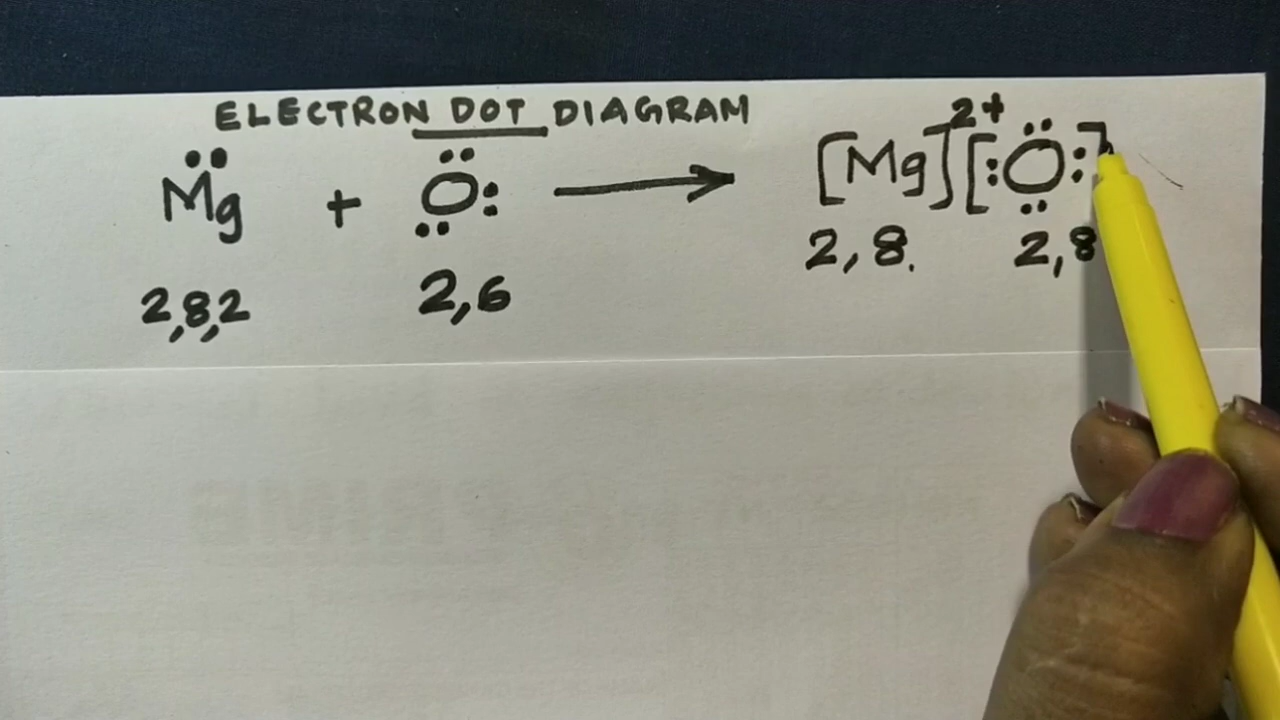 ELECTRON DOT DIAGRAM
Mg + O → [Mg]2+ [O]
2,8,2 2,6 2,8. 2,8